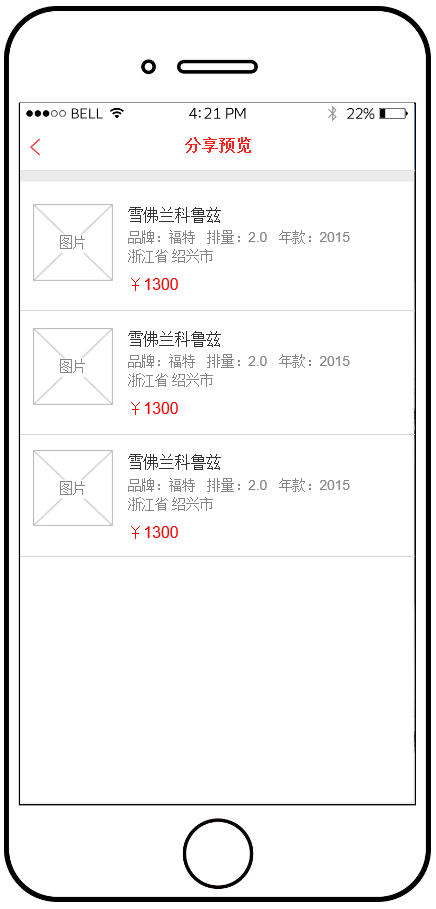 BELL 4:21 PM 22%
分享预览
图片
雪佛兰科鲁兹
品牌：福特 排量：2.0 年款：2015
浙江省 绍兴市
￥1300
图片
雪佛兰科鲁兹
品牌：福特 排量：2.0 年款：2015
浙江省 绍兴市
￥1300
图片
雪佛兰科鲁兹
品牌：福特 排量：2.0 年款：2015
浙江省 绍兴市
￥1300